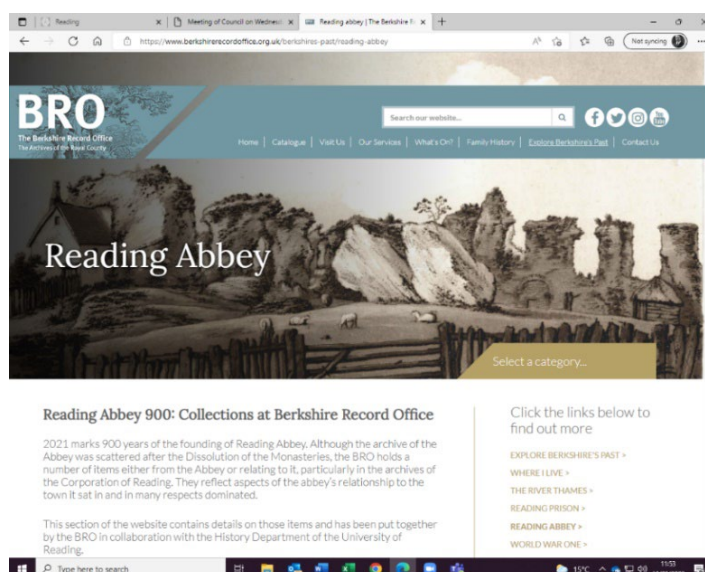 Reading
Meeting of Council on Wednesd
Reading abbey | The Berkshire R
https://www.berkshirerecordoffice.org.uk/berkshires-past/reading-abbey
Not syncing
BRO
The Berkshire Record Office
The Archives of the Royal County
Search our website...
Home | Catalogue | Visit Us | Our Services | What's On? | Family History | Explore Berkshire's Past | Contact Us
Reading Abbey
Select a category...
Reading Abbey 900: Collections at Berkshire Record Office
2021 marks 900 years of the founding of Reading Abbey. Although the archive of the
Abbey was scattered after the Dissolution of the Monasteries, the BRO holds a
number of items either from the Abbey or relating to it, particularly in the archives of
the Corporation of Reading. They reflect aspects of the abbey's relationship to the
town it sat in and in many respects dominated.
This section of the website contains details on those items and has been put together
by the BRO in collaboration with the History Department of the University of
Reading.
Click the links below to
find out more
EXPLORE BERKSHIRE'S PAST >
WHERE I LIVE >
THE RIVER THAMES >
READING PRISON >
READING ABBEY >
WORLD WAR ONE >
Type here to search
15°C
11:53